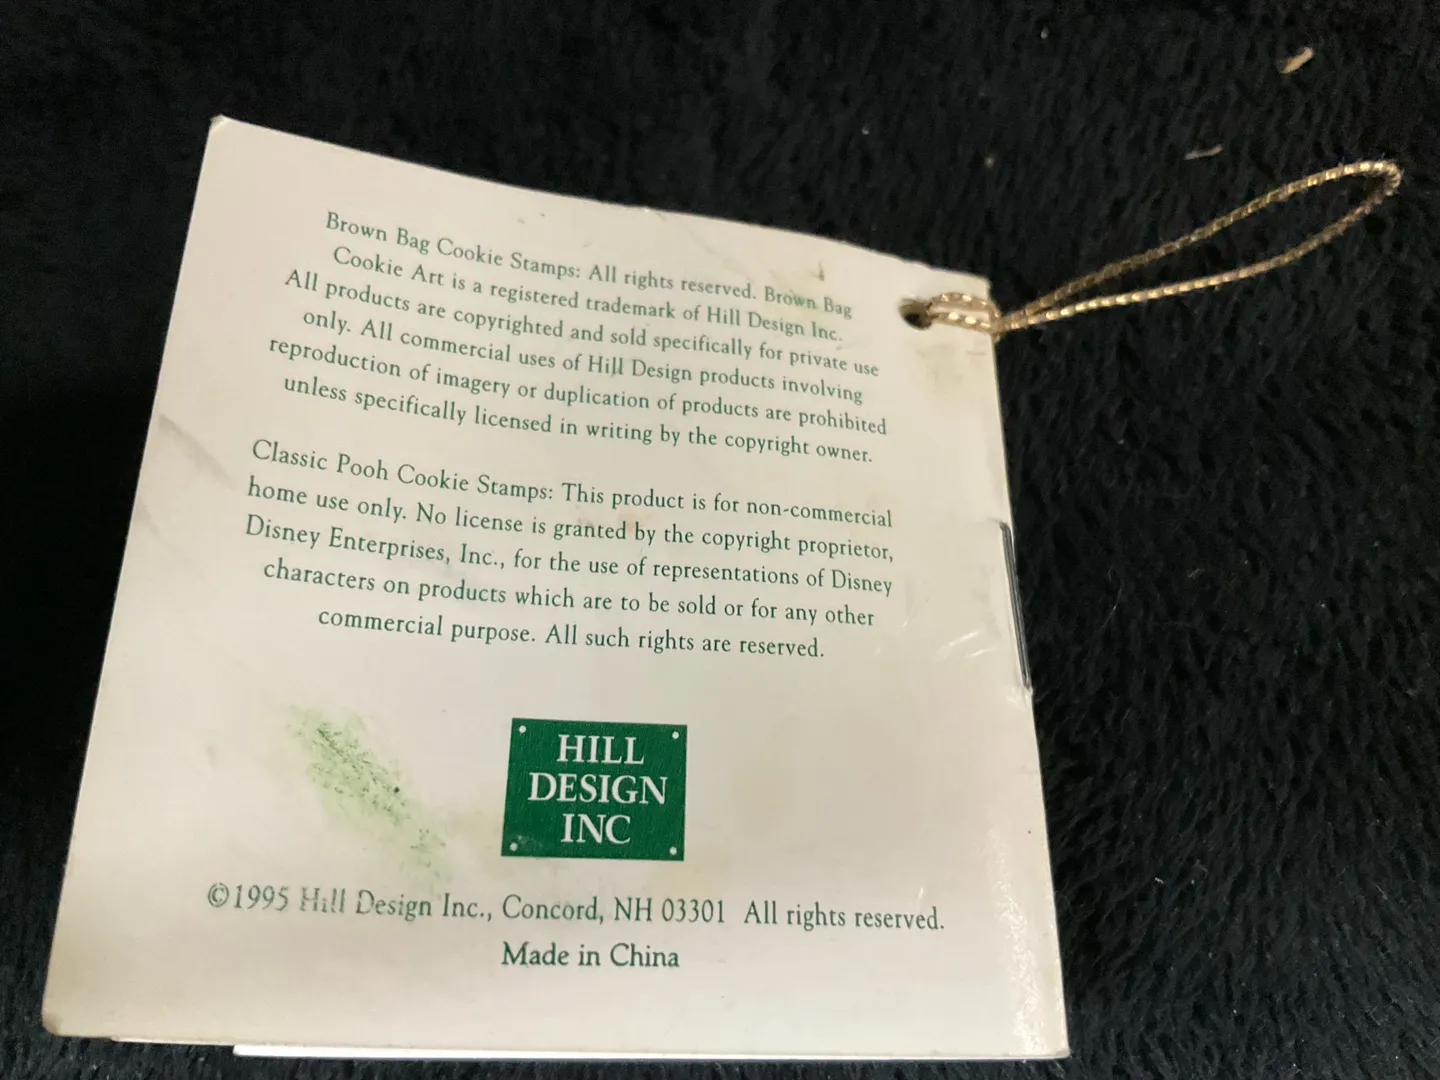 Brown Bag Cookie Stamps: All rights reserved. Brown Bag
Cookie Art is a registered trademark of Hill Design Inc.
All products are copyrighted and sold specifically for private use
only. All commercial uses of Hill Design products involving
reproduction of imagery or duplication of products are prohibited
unless specifically licensed in writing by the copyright owner.
Classic Pooh Cookie Stamps: This product is for non-commercial
home use only. No license is granted by the copyright proprietor,
Disney Enterprises, Inc., for the use of representations of Disney
characters on products which are to be sold or for any other
commercial purpose. All such rights are reserved.
HILL
DESIGN
INC
©1995 Hill Design Inc., Concord, NH 03301 All rights reserved.
Made in China